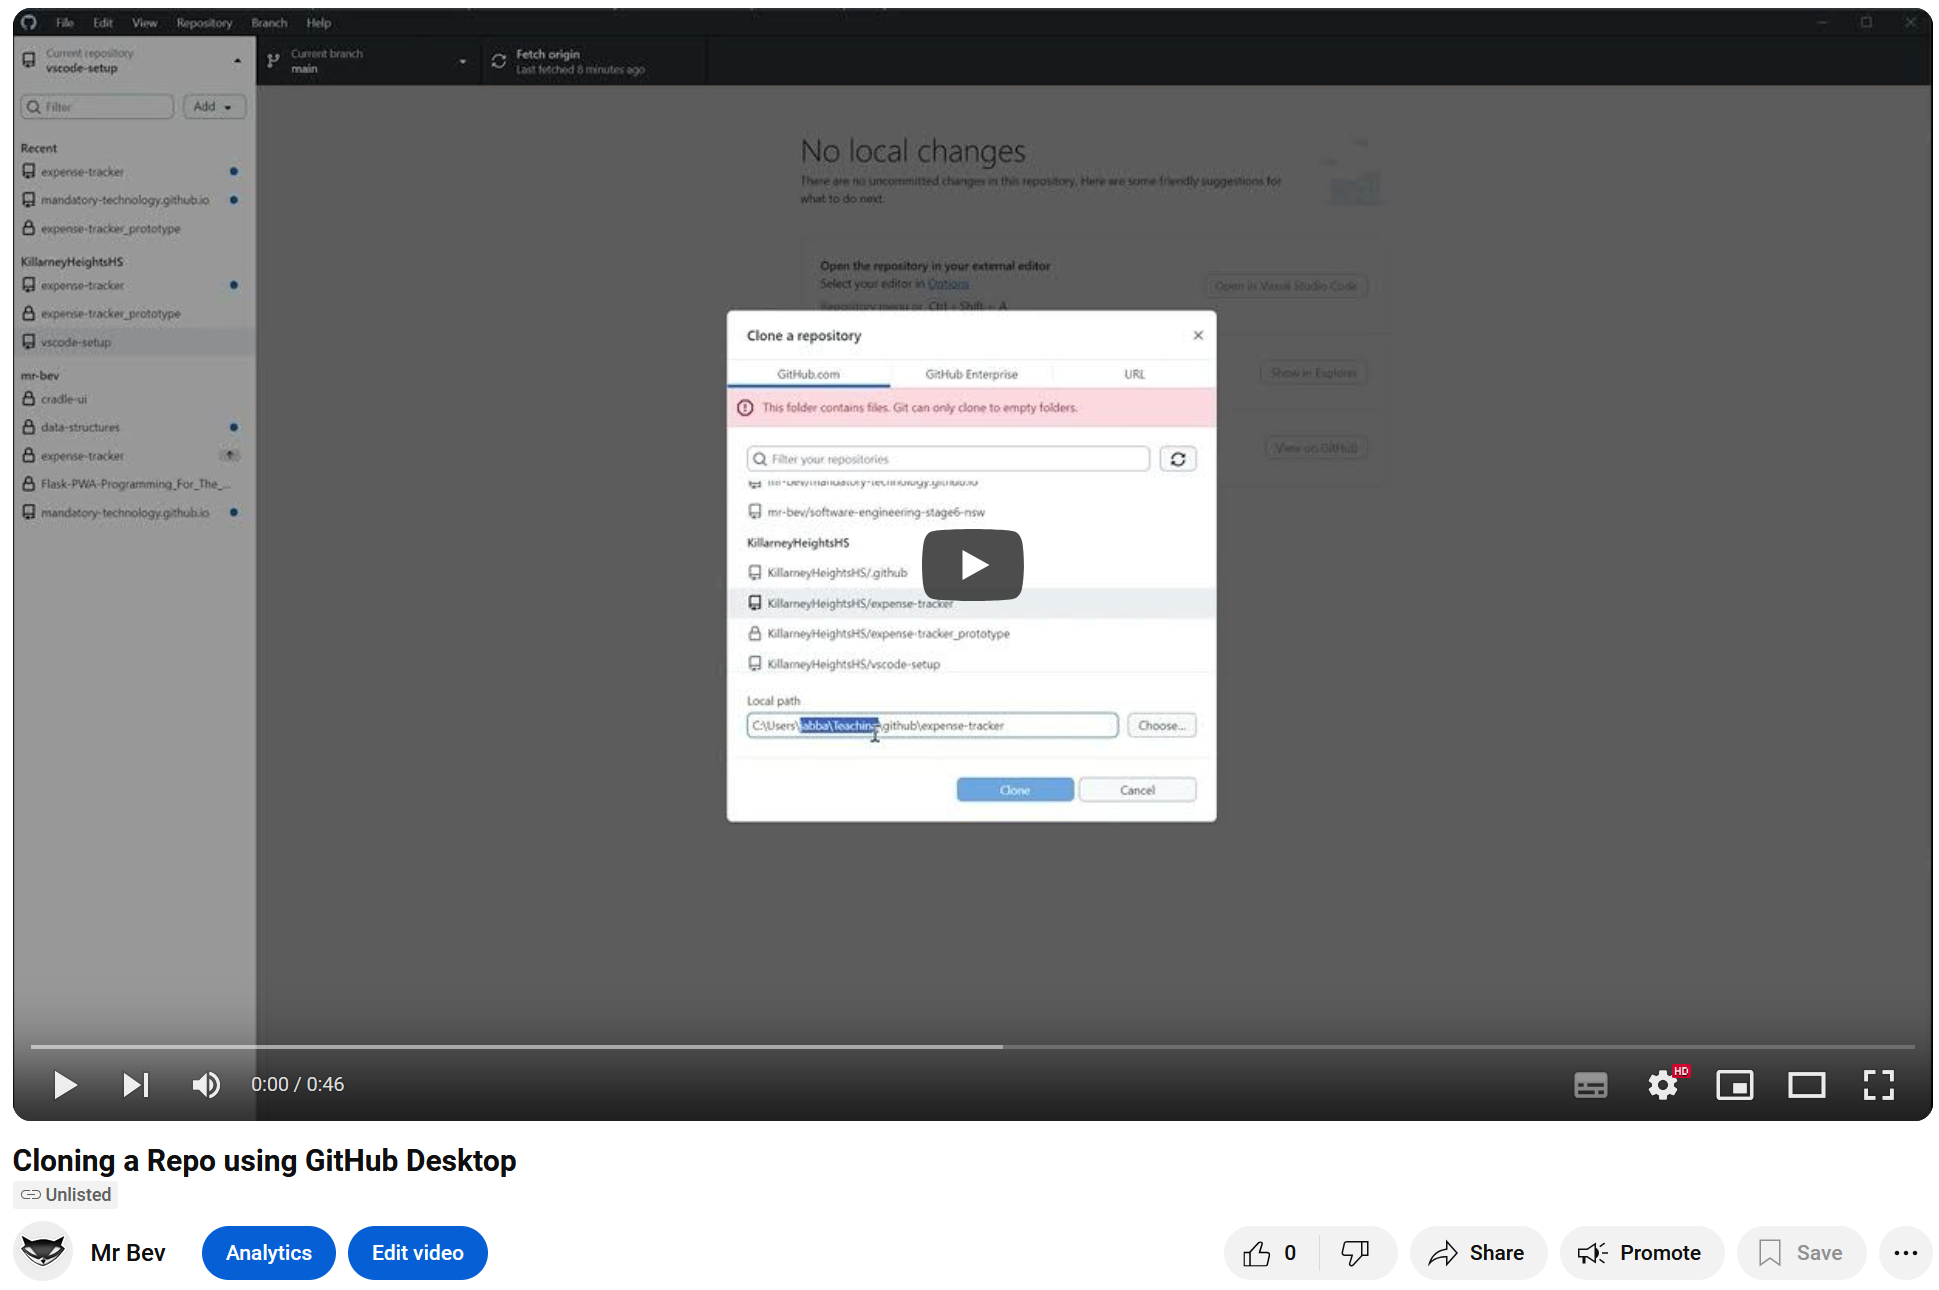 File Edit View Repository Branch Help
Current repository
vscode-setup
Current branch
main
Fetch origin
Last fetched 8 minutes ago
Filter
Add
Recent
expense-tracker
mandatory-technology.github.io
expense-tracker_prototype
KillarneyHeightsHS
expense-tracker
expense-tracker_prototype
vscode-setup
mr-bev
cradle-ui
data-structures
expense-tracker
Flask-PWA-Programming_For_The_...
mandatory-technology.github.io
No local changes
There are no uncommitted changes in this repository. Here are some friendly suggestions for
what to do next.
Open the repository in your external editor
Select your editor in Options
Repository menu or Ctrl + Shift + A
Open in Visual Studio Code
Show in Explorer
View on GitHub
Clone a repository
GitHub.com GitHub Enterprise URL
This folder contains files. Git can only clone to empty folders.
Filter your repositories
mr-bev/mandatory-technology.github.io
mr-bev/software-engineering-stage6-nsw
KillarneyHeightsHS
KillarneyHeightsHS/.github
KillarneyHeightsHS/expense-tracker
KillarneyHeightsHS/expense-tracker_prototype
KillarneyHeightsHS/vscode-setup
Local path
C:\Users\jabba\Teaching\github\expense-tracker
Choose...
Clone Cancel
0:00 / 0:46
HD
Cloning a Repo using GitHub Desktop
Unlisted
Mr Bev
Analytics
Edit video
0
Share
Promote
Save